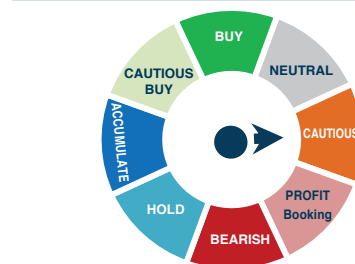 BUY
NEUTRAL
CAUTIOUS
PROFIT
Booking
BEARISH
HOLD
ACCUMULATE
CAUTIOUS
BUY